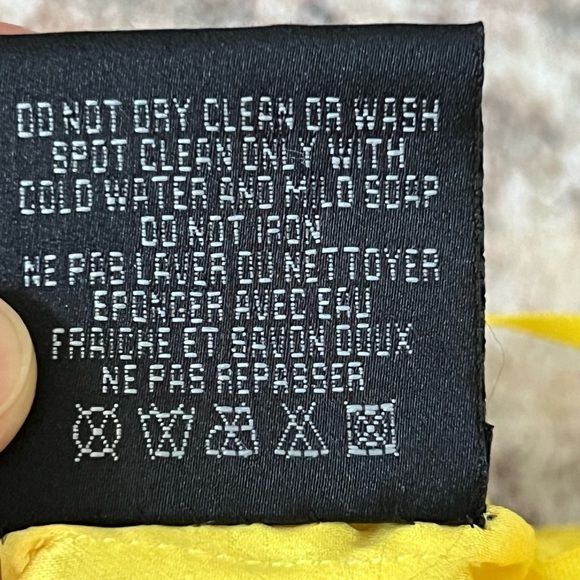 DO NOT DRY CLEAN OR WASH
SPOT CLEAN ONLY WITH
COLD WATER AND MILD SOAP
DO NOT IRON
NE PAS LAVER OU NETTOYER
EPONGER AVEC EAU
FRAICHE ET SAVON DOUX
NE PAS REPASSER